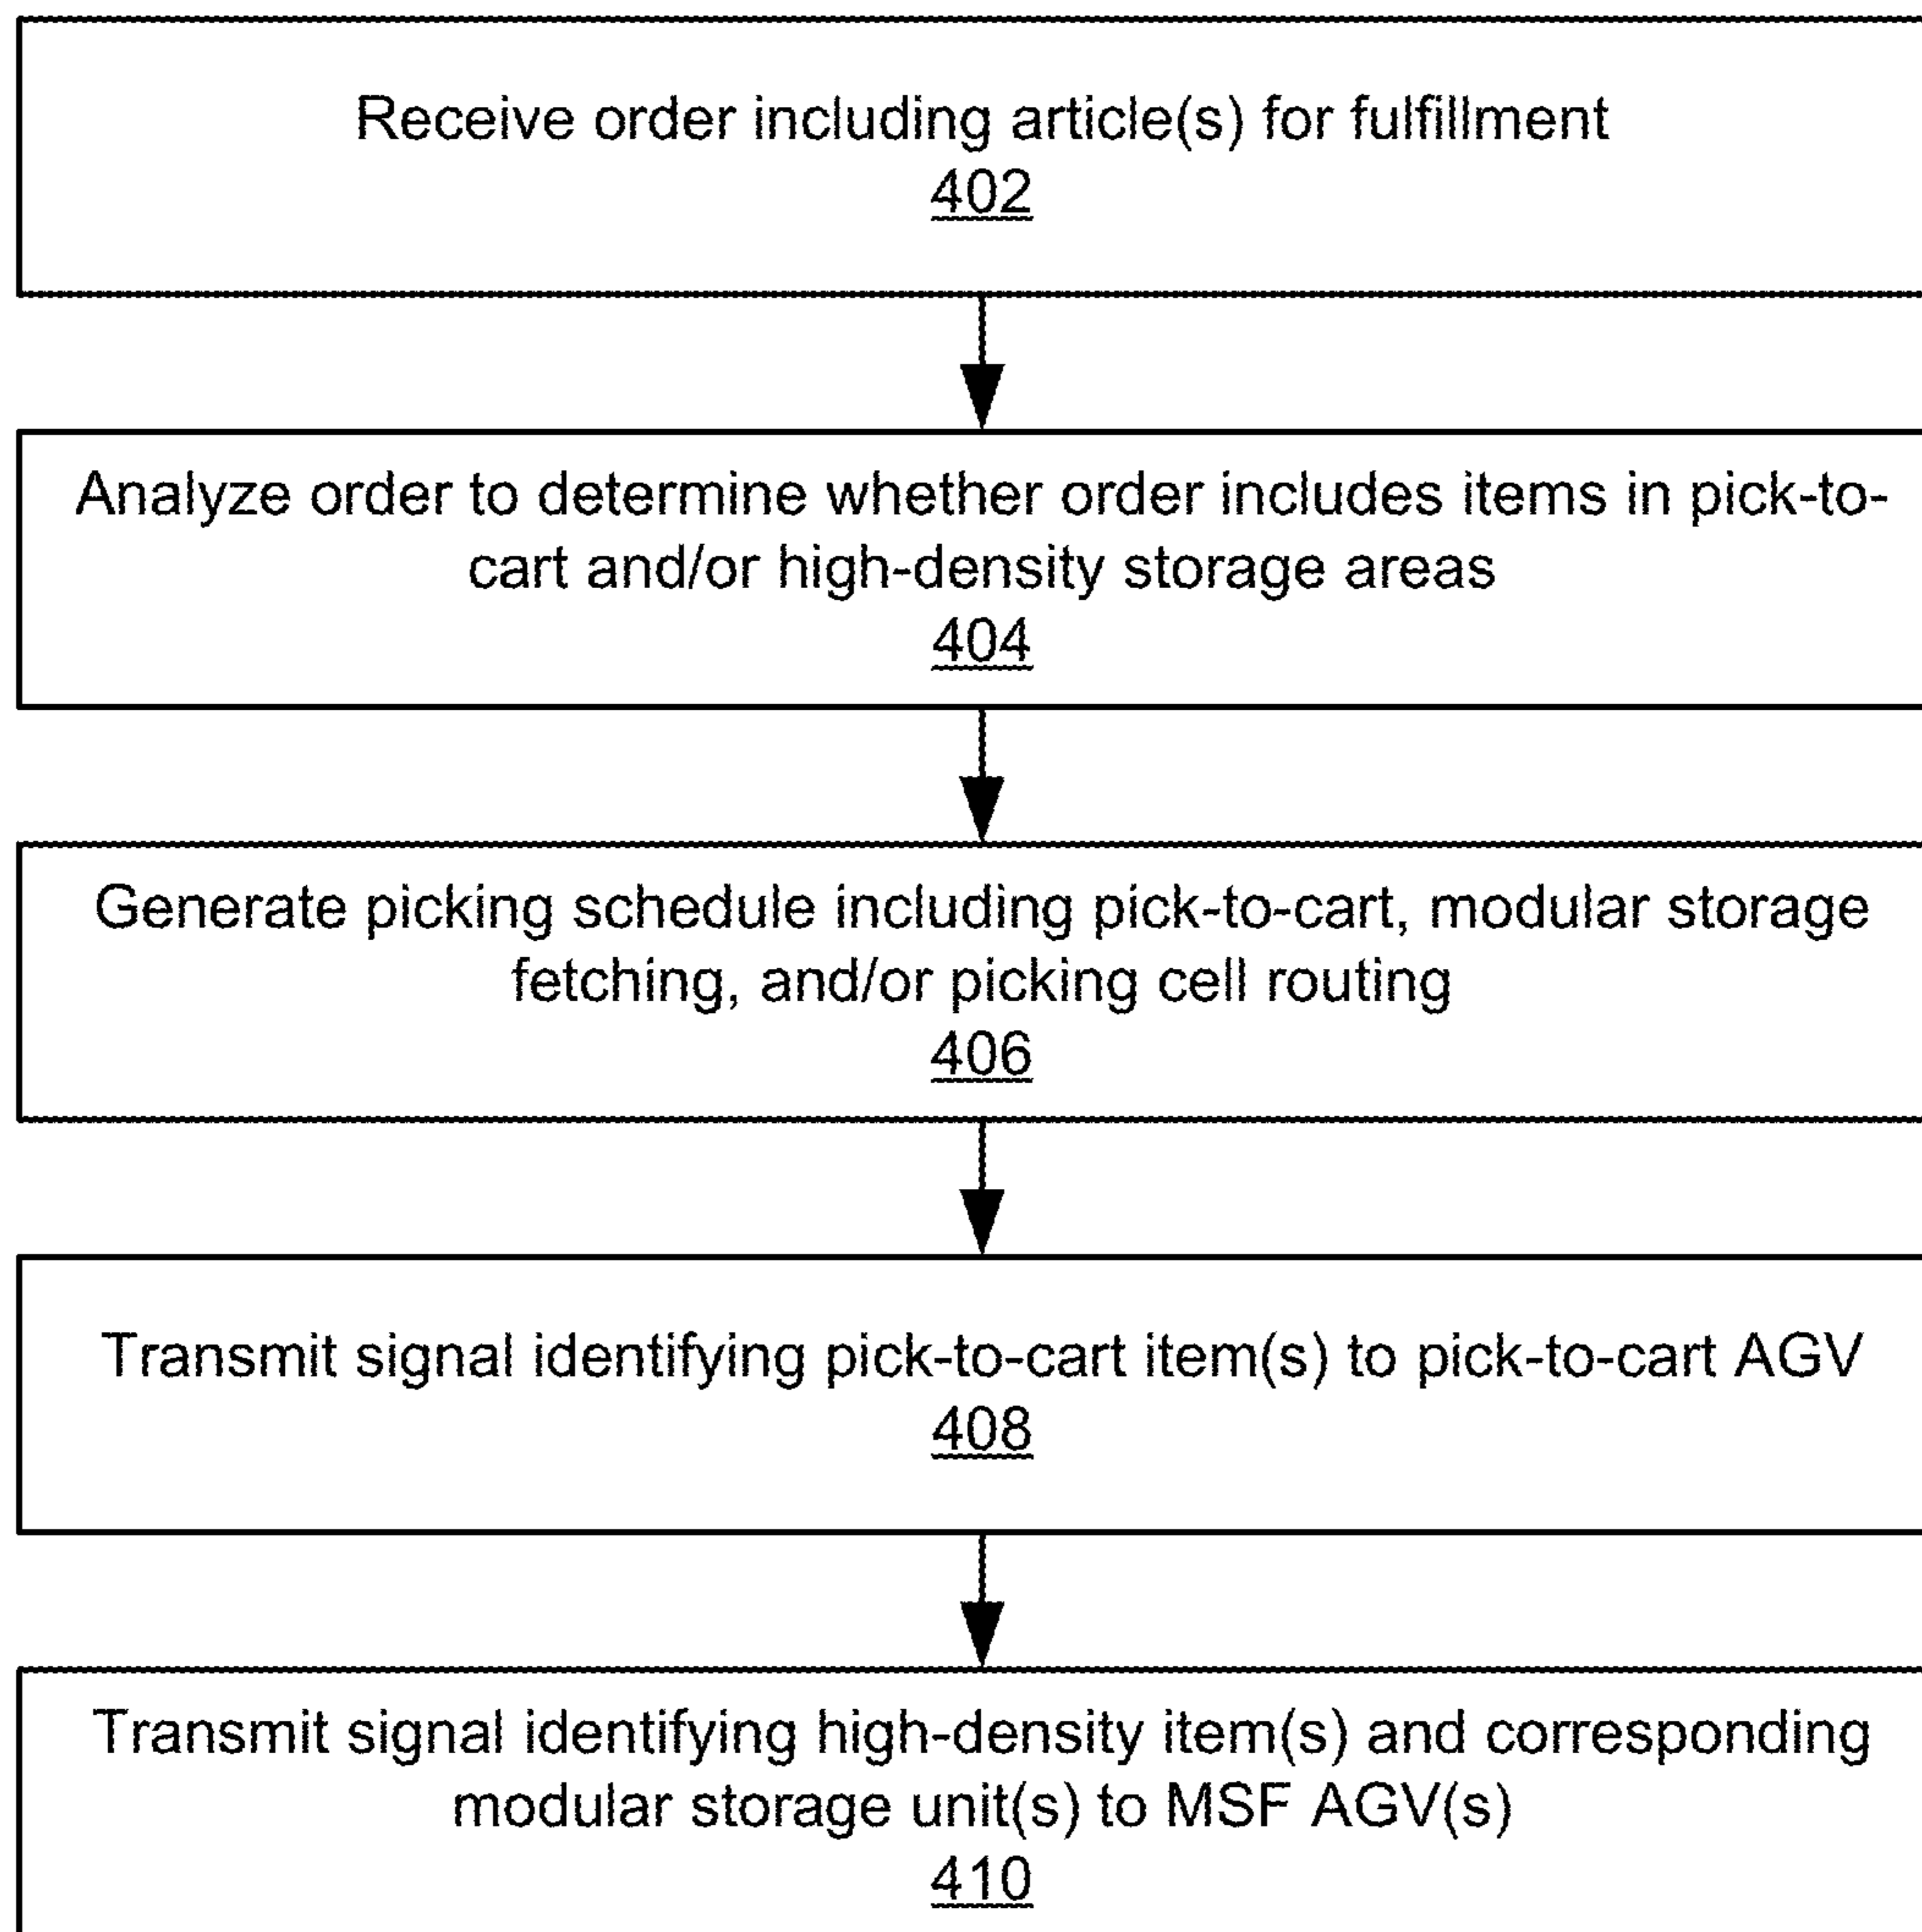 Receive order including article(s) for fulfillment
402
Analyze order to determine whether order includes items in pick-to-
cart and/or high-density storage areas
404
Generate picking schedule including pick-to-cart, modular storage
fetching, and/or picking cell routing
406
Transmit signal identifying pick-to-cart item(s) to pick-to-cart AGV
408
Transmit signal identifying high-density item(s) and corresponding
modular storage unit(s) to MSF AGV(s)
410